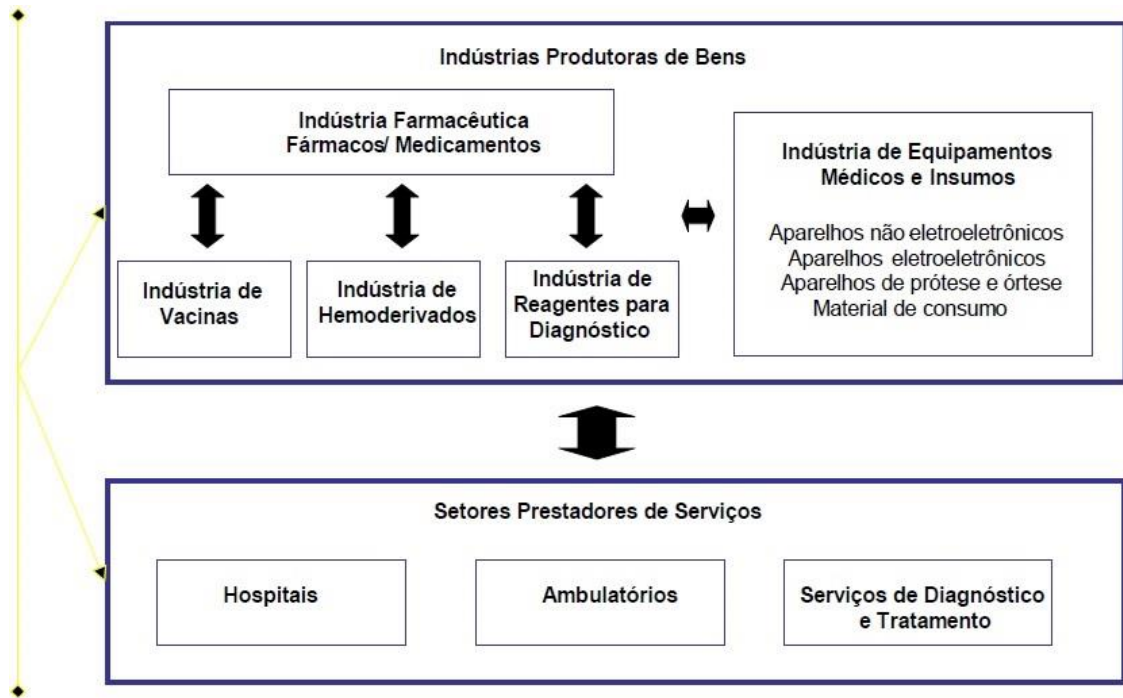 Indústrias Produtoras de Bens
Indústria Farmacêutica
Fármacos/ Medicamentos
Indústria de Equipamentos
Médicos e Insumos
Aparelhos não eletroeletrônicos
Aparelhos eletroeletrônicos
Aparelhos de prótese e órtese
Material de consumo
Indústria de
Vacinas
Indústria de
Hemoderivados
Indústria de
Reagentes para
Diagnóstico
Setores Prestadores de Serviços
Hospitais
Ambulatórios
Serviços de Diagnóstico
e Tratamento